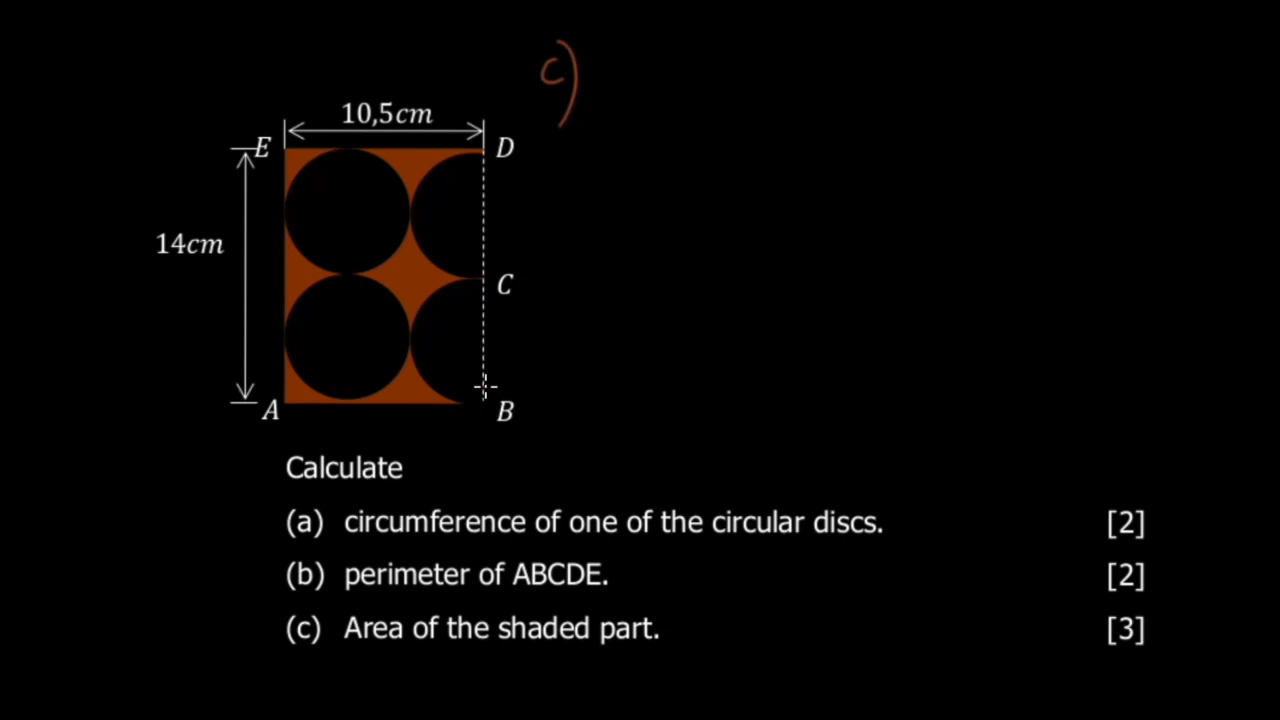 c)
10,5cm
E
D
14cm
C
A
B
Calculate
(a) circumference of one of the circular discs. [2]
(b) perimeter of ABCDE. [2]
(c) Area of the shaded part. [3]